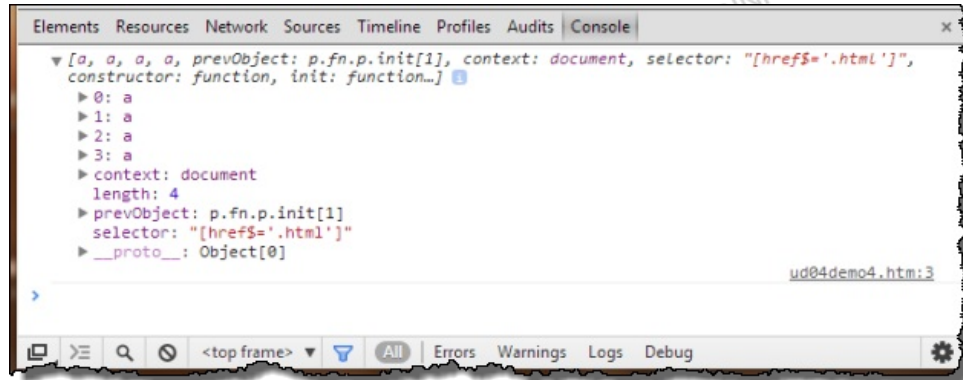 Elements Resources Network Sources Timeline Profiles Audits Console ×
▼ [a, a, a, a, prevObject: p.fn.p.init[1], context: document, selector: "[href$='.html']",
constructor: function, init: function…] i
▶ 0: a
▶ 1: a
▶ 2: a
▶ 3: a
▶ context: document
length: 4
▶ prevObject: p.fn.p.init[1]
selector: "[href$='.html']"
▶ __proto__: Object[0]
ud04demo4.htm:3
>
<top frame> ▼ All Errors Warnings Logs Debug